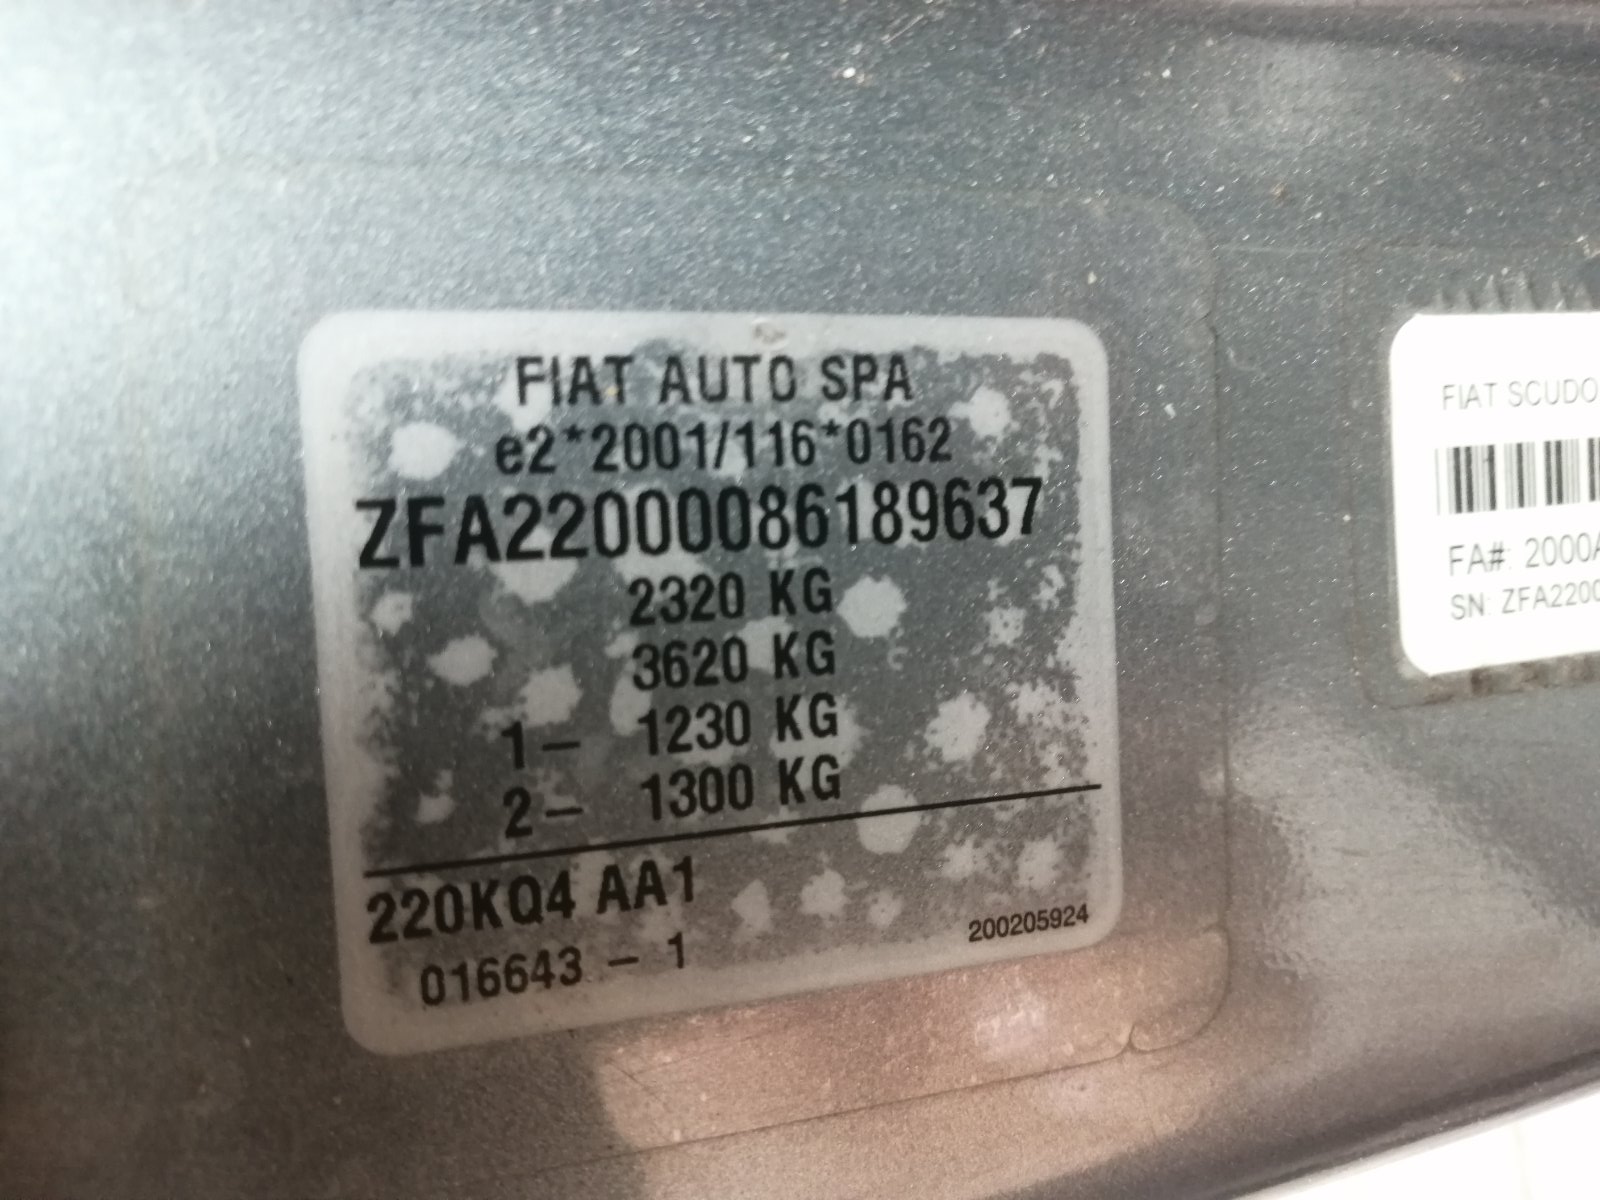 FIAT AUTO SPA
e2*2001/116*0162
ZFA22000086189637
2320 KG
3620 KG
1- 1230 KG
2- 1300 KG
220KQ4 AA1
016643 - 1
200205924
FIAT SCUDO
FA#: 2000A
SN: ZFA2200